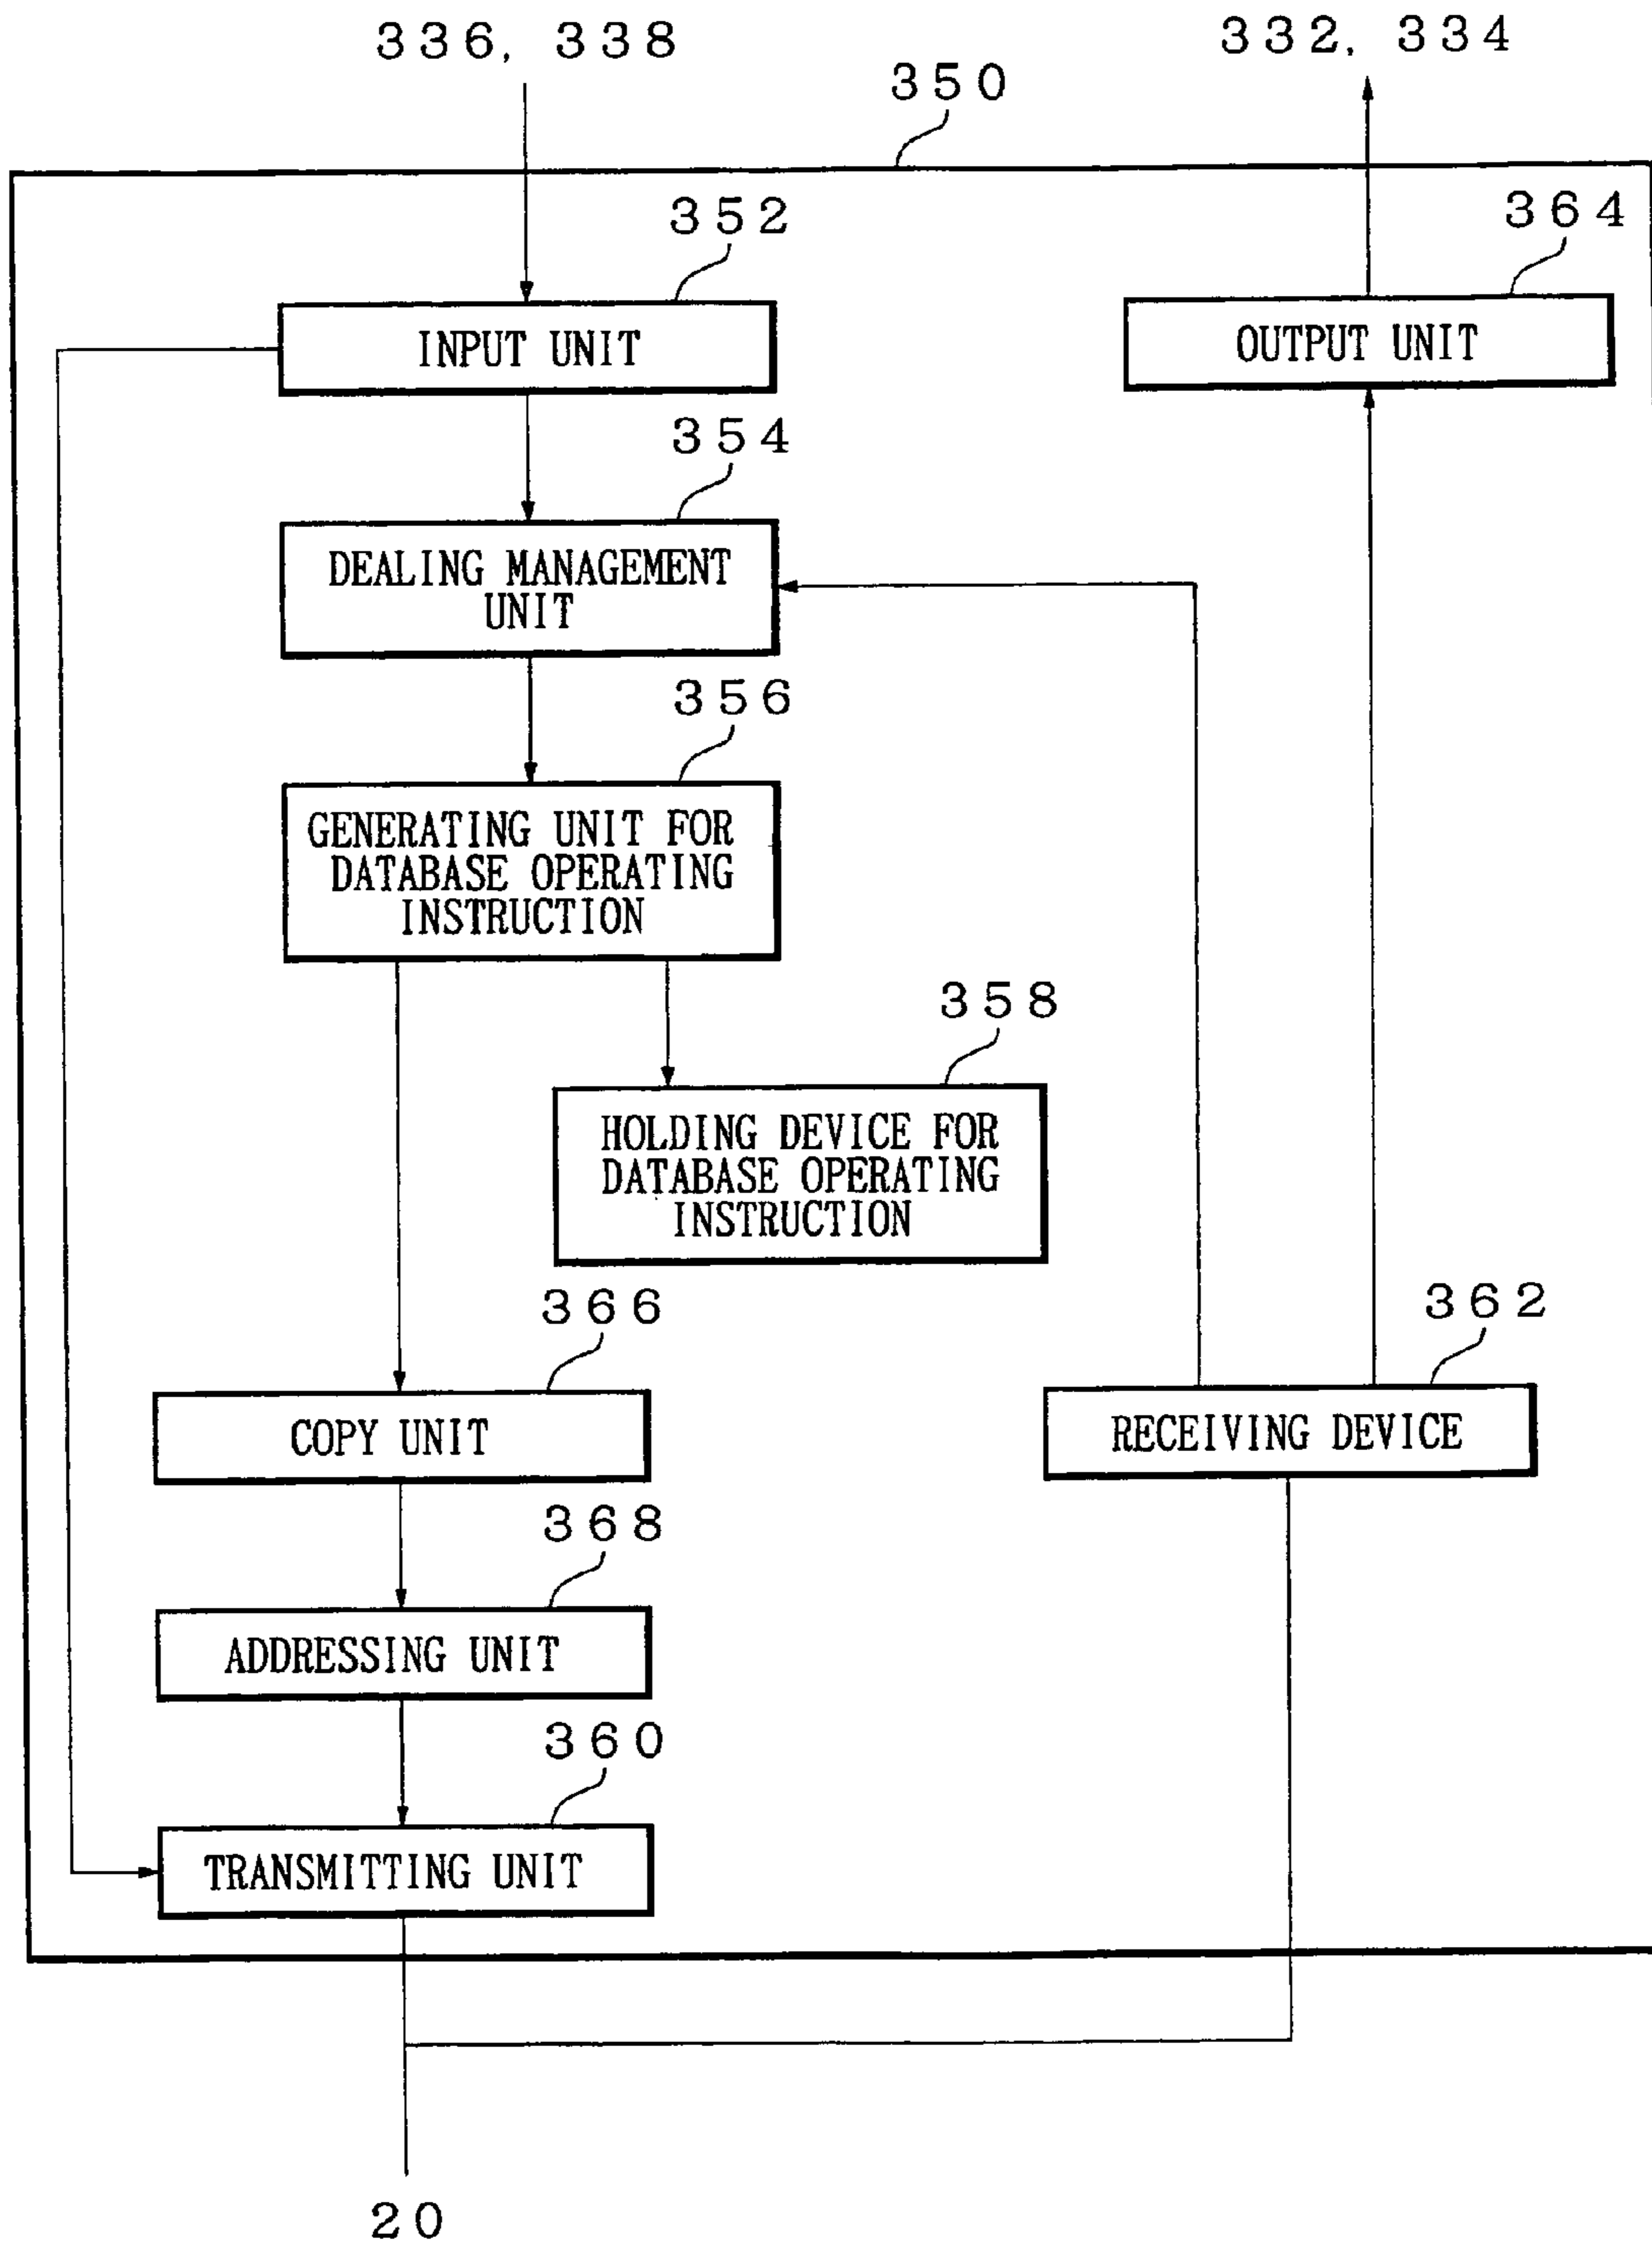 336, 338
332, 334
350
352
364
INPUT UNIT
OUTPUT UNIT
354
DEALING MANAGEMENT
UNIT
356
GENERATING UNIT FOR
DATABASE OPERATING
INSTRUCTION
358
HOLDING DEVICE FOR
DATABASE OPERATING
INSTRUCTION
366
362
COPY UNIT
RECEIVING DEVICE
368
ADDRESSING UNIT
360
TRANSMITTING UNIT
20